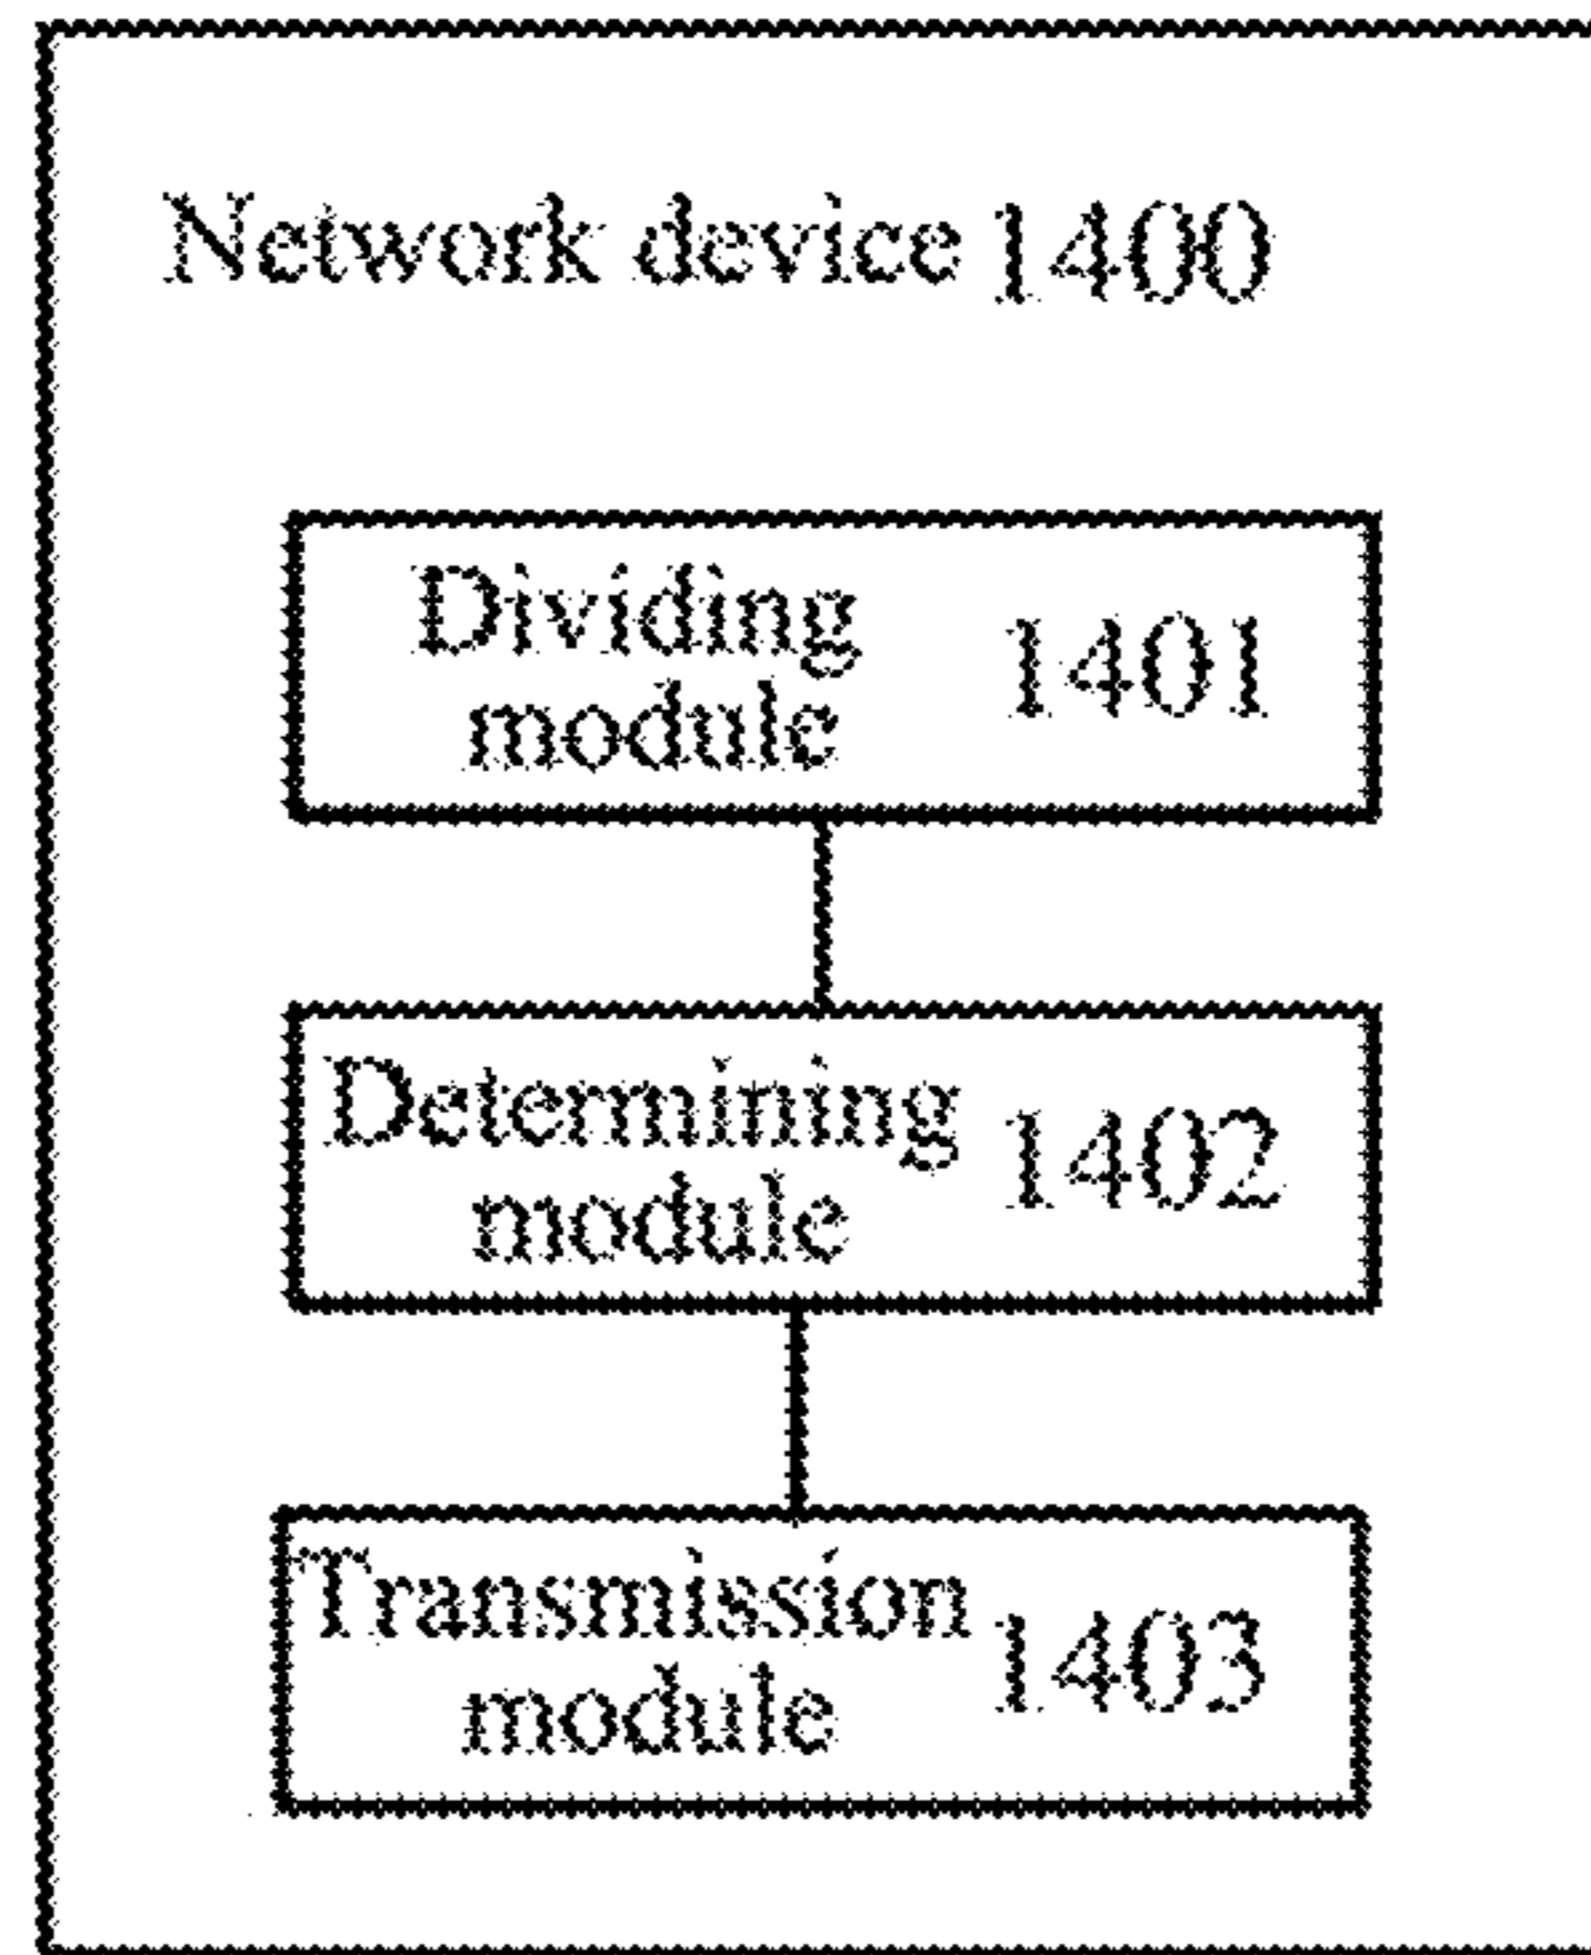 Network device 1400
Dividing
module
1401
Determining
module
1402
Transmission
module
1403